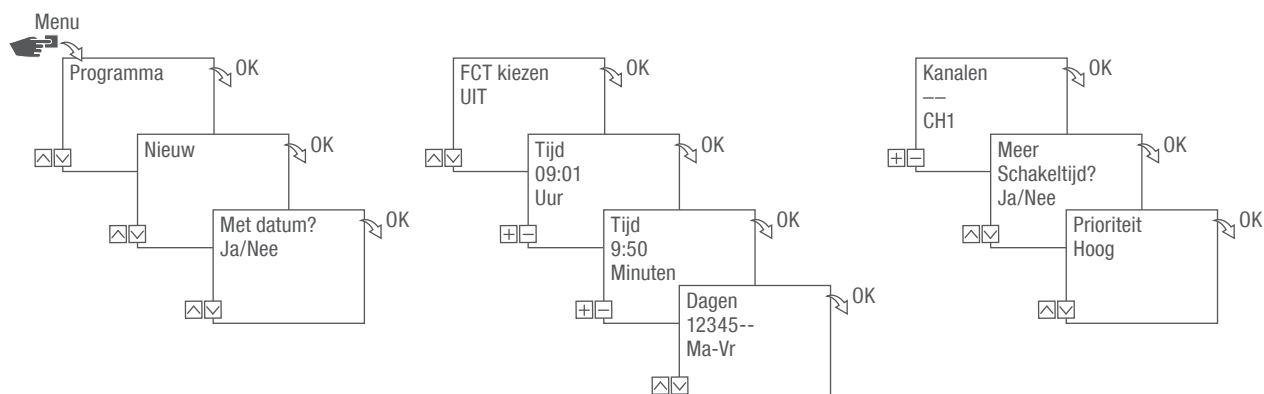 Menu
Programma
OK
Nieuw
OK
Met datum?
Ja/Nee
OK
FCT kiezen
UIT
OK
Tijd
09:01
Uur
OK
Tijd
9:50
Minuten
OK
Dagen
12345--
Ma-Vr
OK
Kanalen
––
CH1
OK
Meer
Schakeltijd?
Ja/Nee
OK
Prioriteit
Hoog
OK